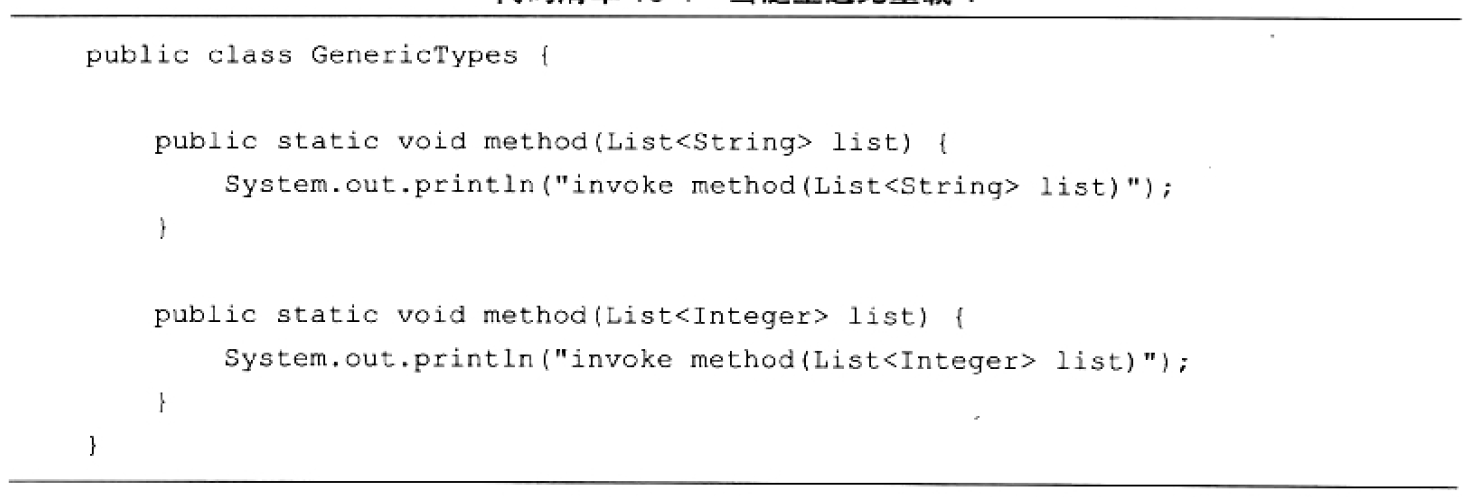 public class GenericTypes {
public static void method(List<String> list) {
System.out.println("invoke method(List<String> list)");
}
public static void method(List<Integer> list) {
System.out.println("invoke method(List<Integer> list)");
}
}